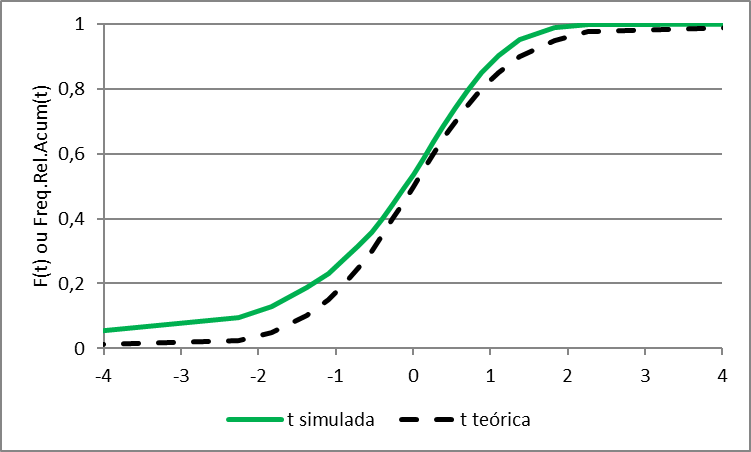 F(t) ou Freq.Rel.Acum(t)
1
0,8
0,6
0,4
0,2
0
-4 -3 -2 -1 0 1 2 3 4
t simulada t teórica